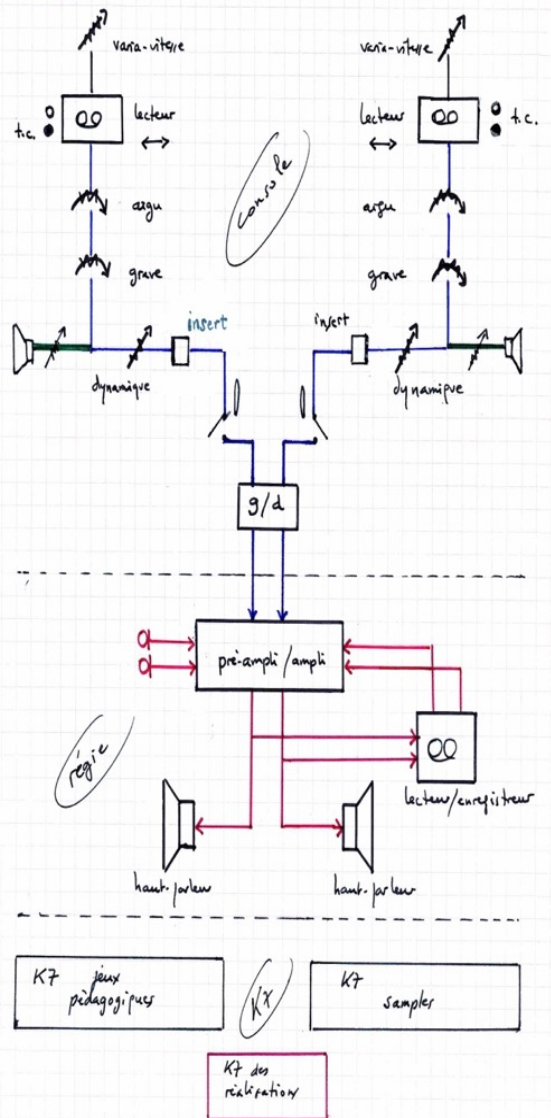 varia-vitesse
varia-vitesse
lecteur
t.c.
lecteur
t.c.
console
aigu
aigu
grave
grave
insert
insert
dynamique
dynamique
g/d
pré-ampli/ampli
régie
lecteur/enregistreur
haut-parleur
haut-parleur
K7 jeux
pédagogiques
K7
K7
sampler
K7 des
réalisations